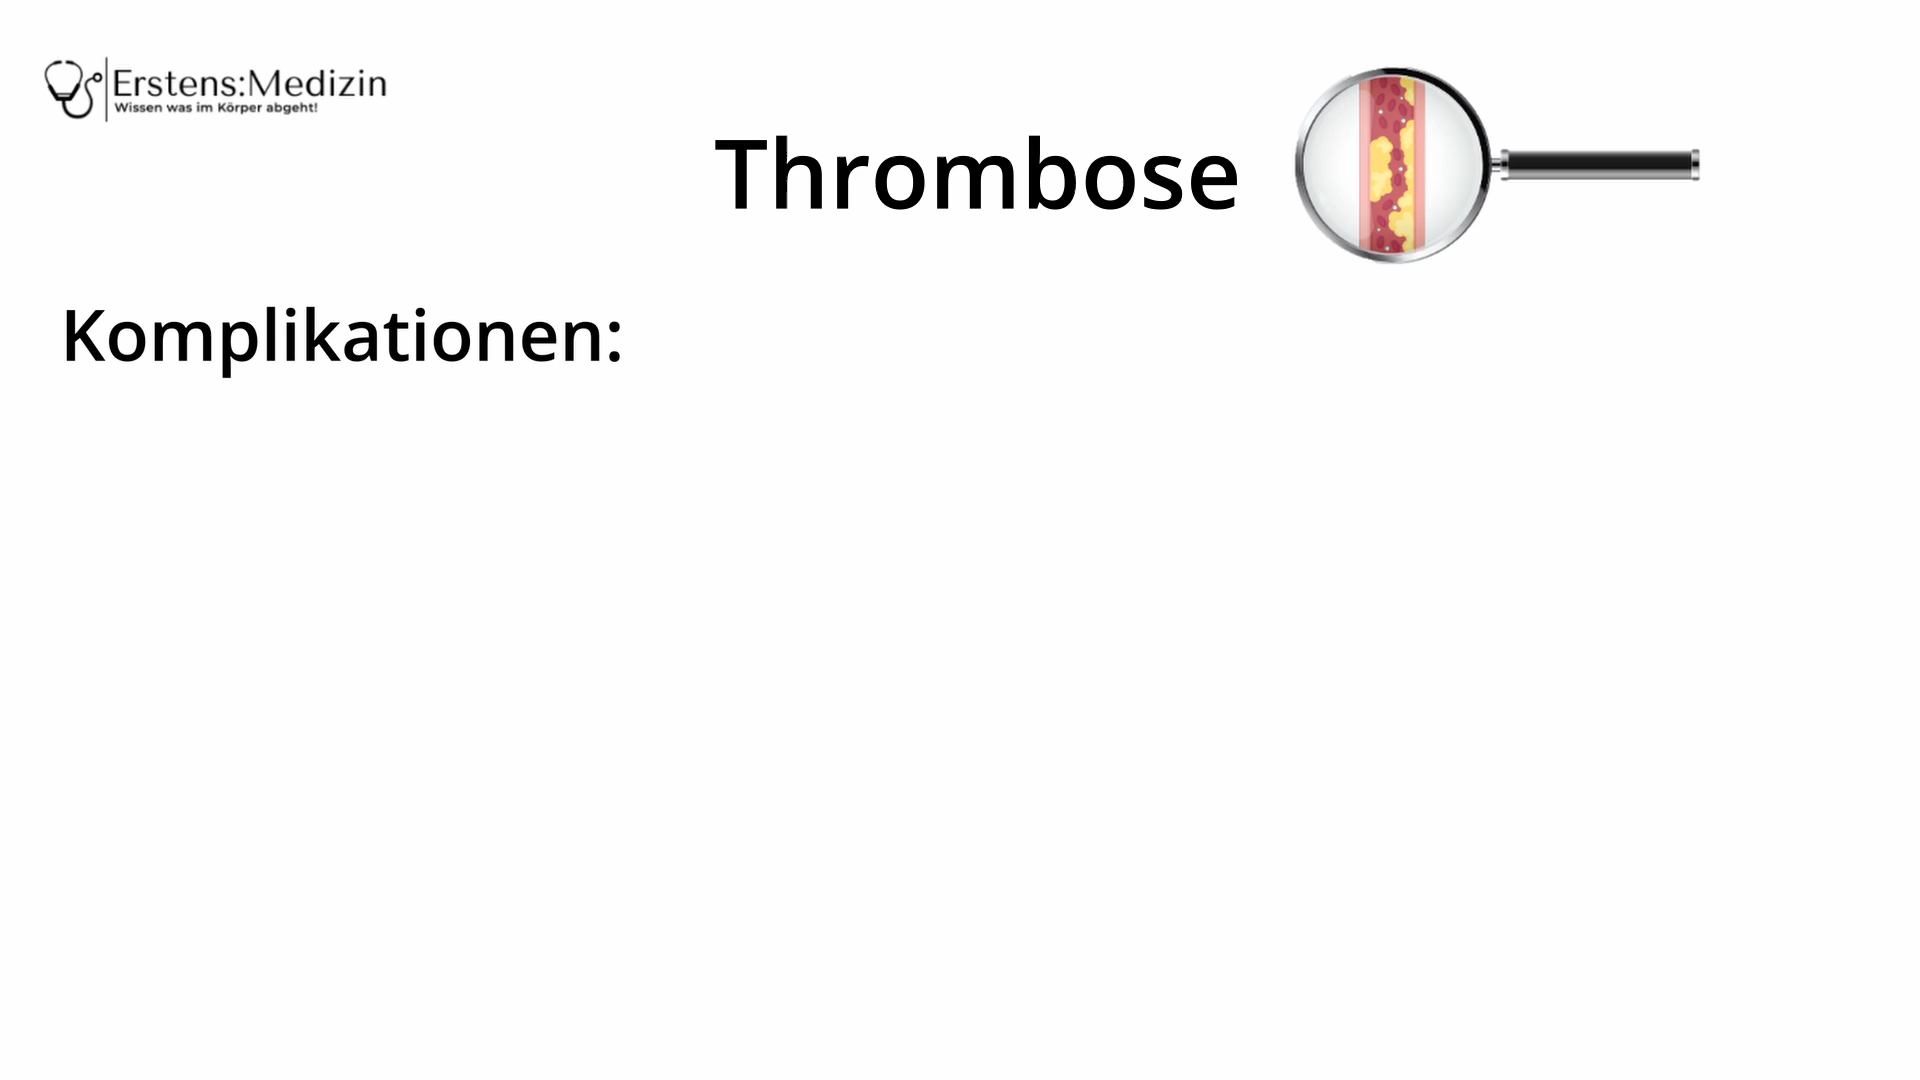 Erstens:Medizin
Wissen was im Körper abgeht!
Thrombose
Komplikationen: